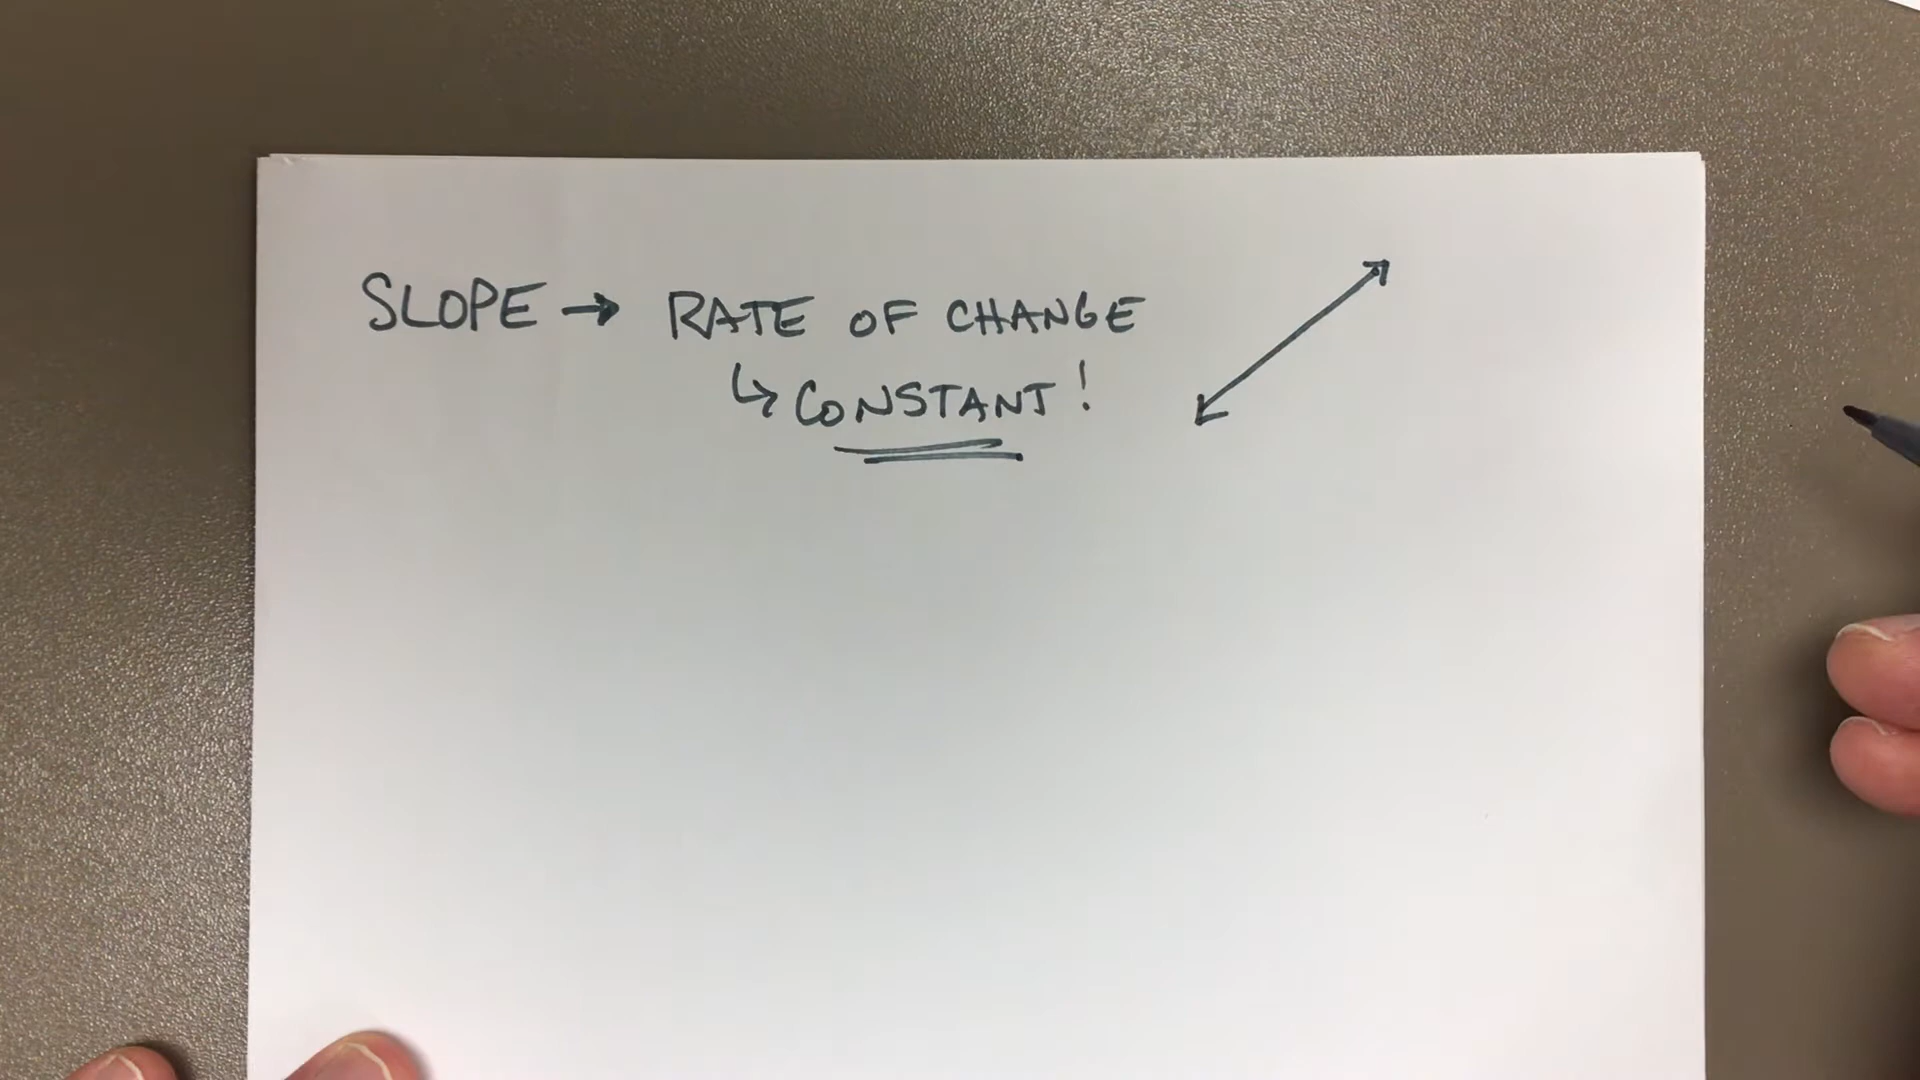 SLOPE → RATE OF CHANGE
↳ CONSTANT!